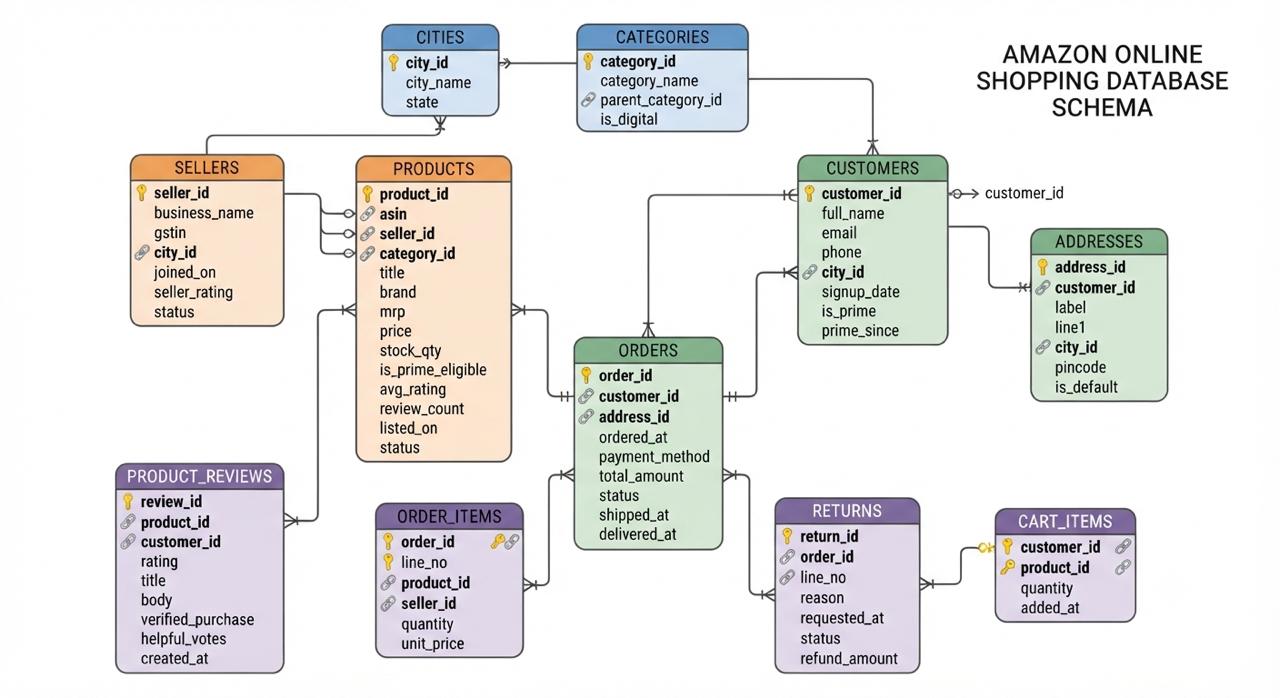 AMAZON ONLINE
SHOPPING DATABASE
SCHEMA
CITIES
city_id
city_name
state
CATEGORIES
category_id
category_name
parent_category_id
is_digital
SELLERS
seller_id
business_name
gstin
city_id
joined_on
seller_rating
status
PRODUCTS
product_id
asin
seller_id
category_id
title
brand
mrp
price
stock_qty
is_prime_eligible
avg_rating
review_count
listed_on
status
CUSTOMERS
customer_id
full_name
email
phone
city_id
signup_date
is_prime
prime_since
customer_id
ADDRESSES
address_id
customer_id
label
line1
city_id
pincode
is_default
ORDERS
order_id
customer_id
address_id
ordered_at
payment_method
total_amount
status
shipped_at
delivered_at
PRODUCT_REVIEWS
review_id
product_id
customer_id
rating
title
body
verified_purchase
helpful_votes
created_at
ORDER_ITEMS
order_id
line_no
product_id
seller_id
quantity
unit_price
RETURNS
return_id
order_id
line_no
reason
requested_at
status
refund_amount
CART_ITEMS
customer_id
product_id
quantity
added_at